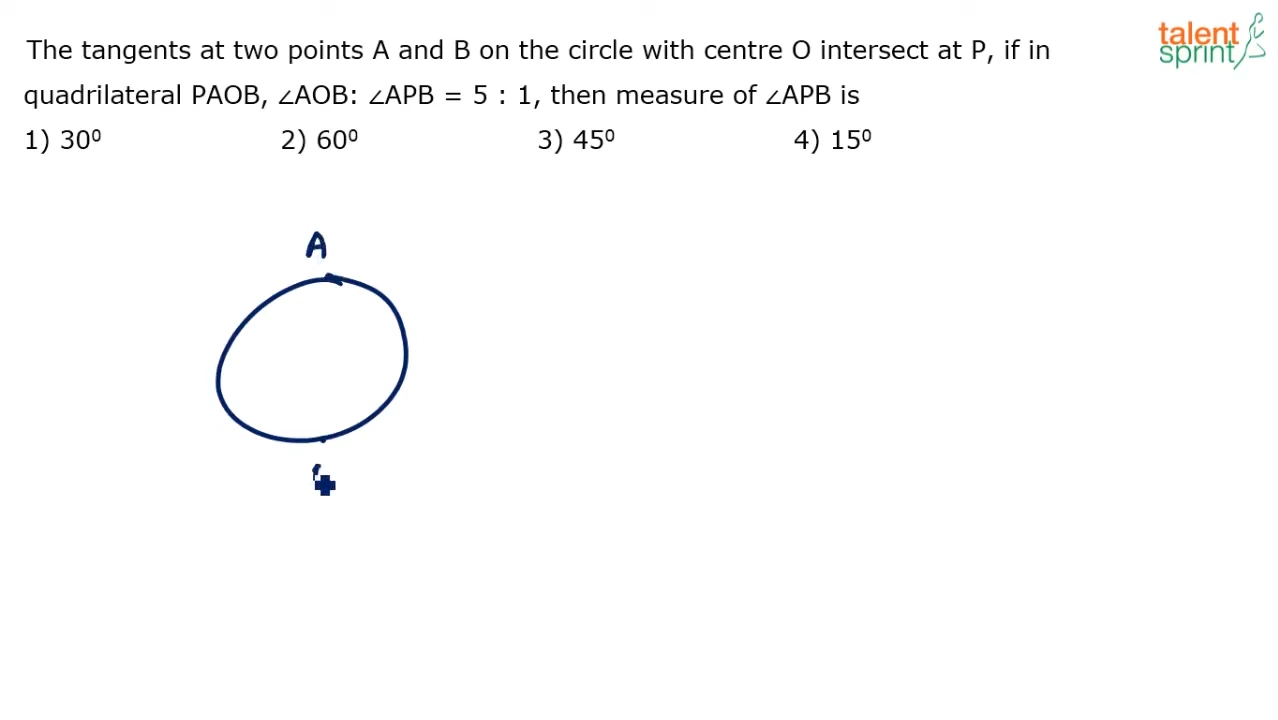 talent
sprint
The tangents at two points A and B on the circle with centre O intersect at P, if in
quadrilateral PAOB, ∠AOB: ∠APB = 5 : 1, then measure of ∠APB is
1) 30⁰ 2) 60⁰ 3) 45⁰ 4) 15⁰
A